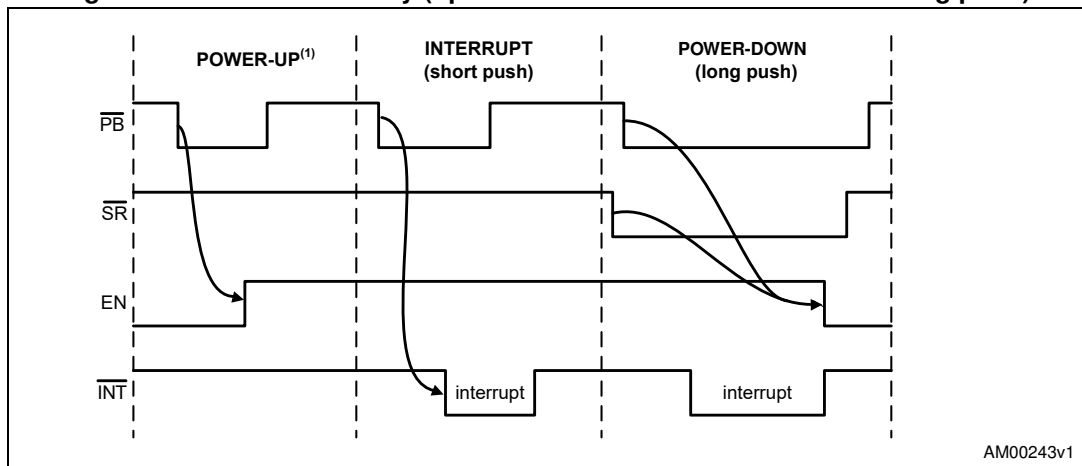 POWER-UP(1)
INTERRUPT
(short push)
POWER-DOWN
(long push)
PB
SR
EN
INT
interrupt
interrupt
AM00243v1